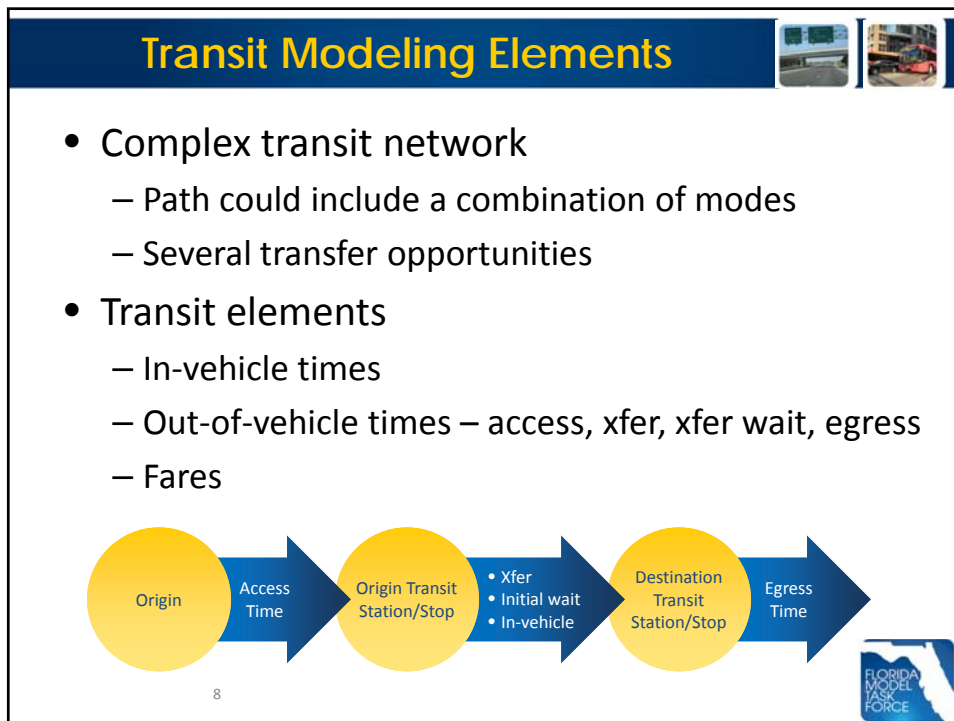 Transit Modeling Elements
• Complex transit network
– Path could include a combination of modes
– Several transfer opportunities
• Transit elements
– In-vehicle times
– Out-of-vehicle times – access, xfer, xfer wait, egress
– Fares
Origin
Access
Time
Origin Transit
Station/Stop
• Xfer
• Initial wait
• In-vehicle
Destination
Transit
Station/Stop
Egress
Time
8
FLORIDA
MODEL
TASK
FORCE